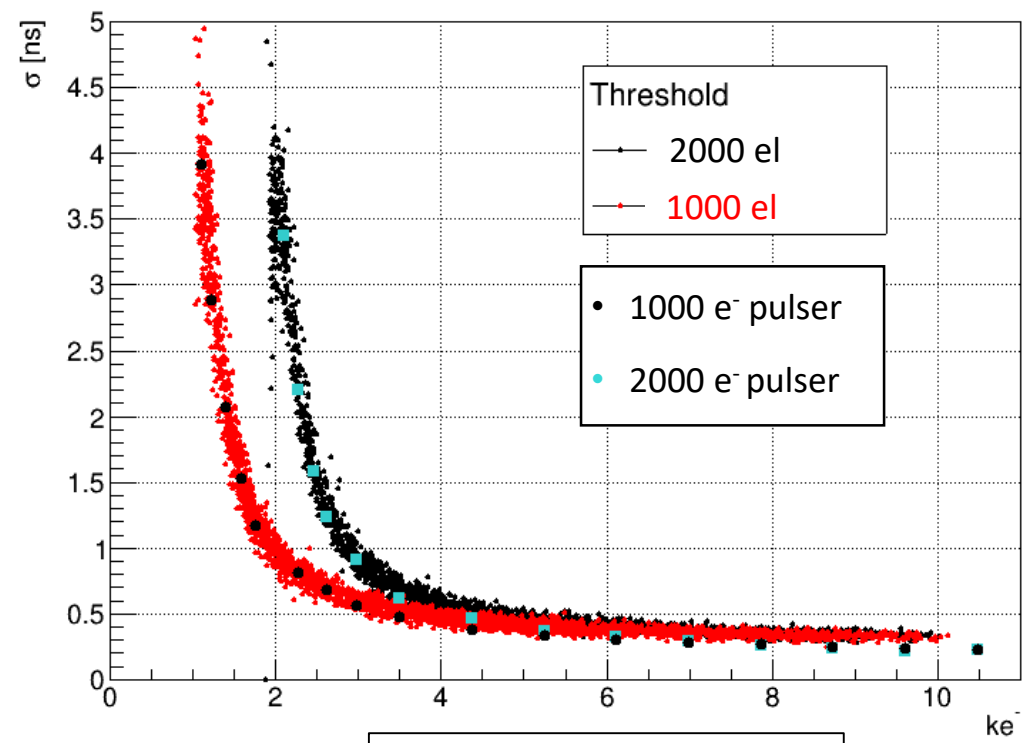 σ [ns]
5
4.5
4
3.5
3
2.5
2
1.5
1
0.5
0
Threshold
2000 el
1000 el
1000 e⁻ pulser
2000 e⁻ pulser
0 2 4 6 8 10
ke⁻